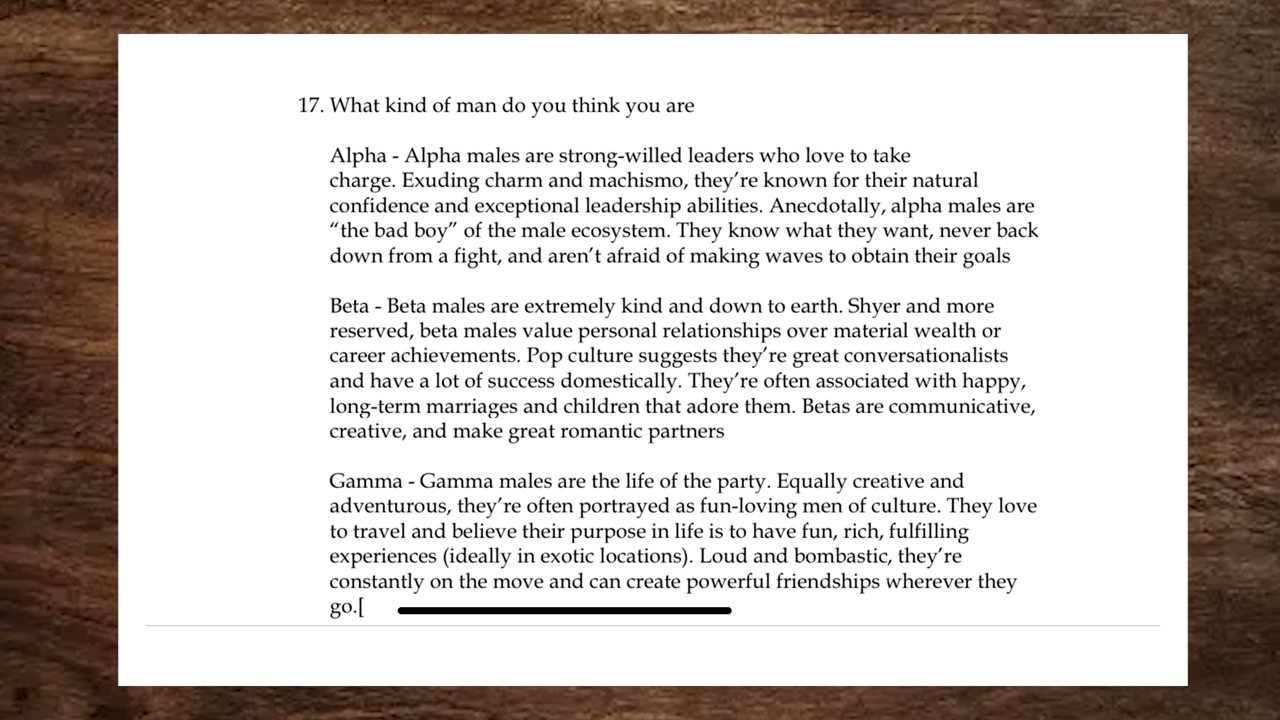 17. What kind of man do you think you are
Alpha - Alpha males are strong-willed leaders who love to take
charge. Exuding charm and machismo, they’re known for their natural
confidence and exceptional leadership abilities. Anecdotally, alpha males are
“the bad boy” of the male ecosystem. They know what they want, never back
down from a fight, and aren’t afraid of making waves to obtain their goals
Beta - Beta males are extremely kind and down to earth. Shyer and more
reserved, beta males value personal relationships over material wealth or
career achievements. Pop culture suggests they’re great conversationalists
and have a lot of success domestically. They’re often associated with happy,
long-term marriages and children that adore them. Betas are communicative,
creative, and make great romantic partners
Gamma - Gamma males are the life of the party. Equally creative and
adventurous, they’re often portrayed as fun-loving men of culture. They love
to travel and believe their purpose in life is to have fun, rich, fulfilling
experiences (ideally in exotic locations). Loud and bombastic, they’re
constantly on the move and can create powerful friendships wherever they
go.[